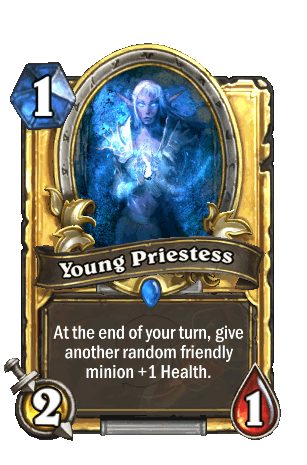 1
Young Priestess
At the end of your turn, give
another random friendly
minion +1 Health.
2
1